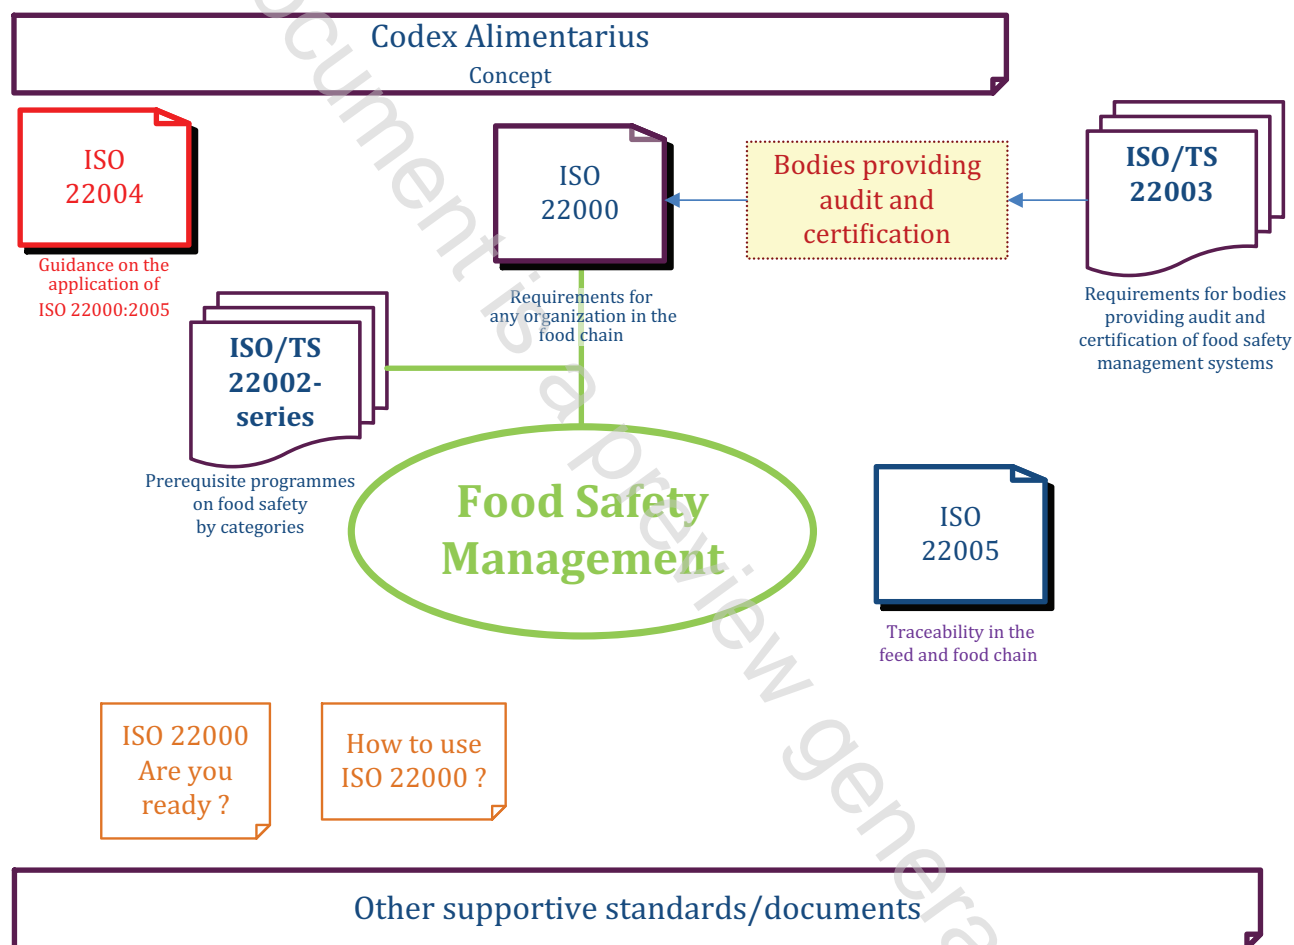 Codex Alimentarius
Concept
ISO
22004
Guidance on the
application of
ISO 22000:2005
ISO
22000
Requirements for
any organization in the
food chain
Bodies providing
audit and
certification
ISO/TS
22003
Requirements for bodies
providing audit and
certification of food safety
management systems
ISO/TS
22002-
series
Prerequisite programmes
on food safety
by categories
Food Safety
Management
ISO
22005
Traceability in the
feed and food chain
ISO 22000
Are you
ready ?
How to use
ISO 22000 ?
Other supportive standards/documents
is a preview